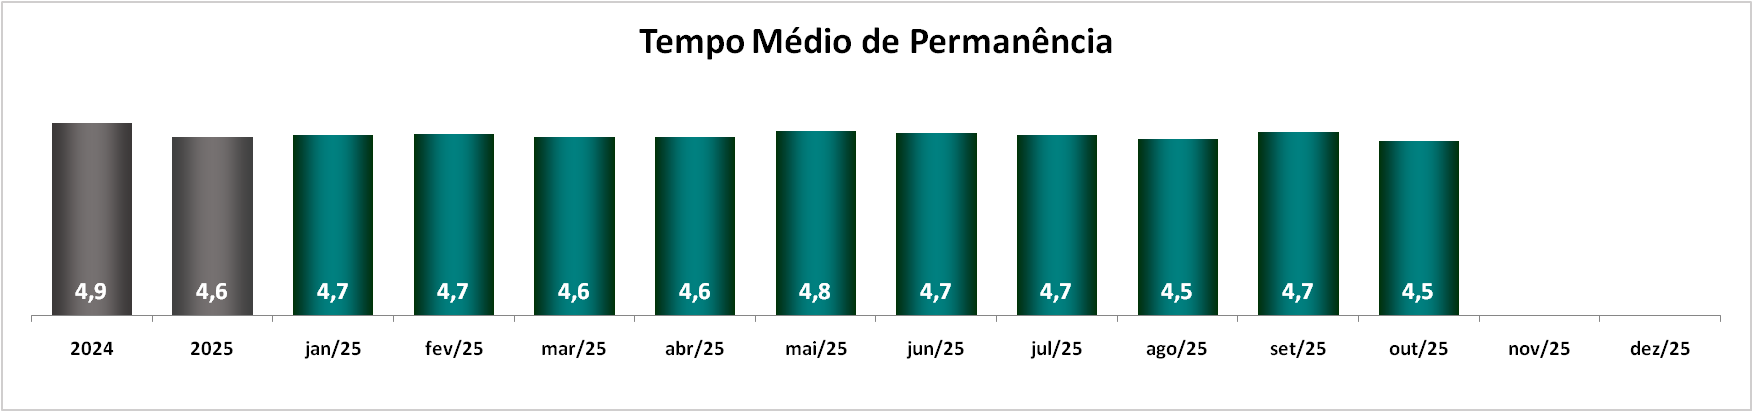 Tempo Médio de Permanência
4,9 4,6 4,7 4,7 4,6 4,6 4,8 4,7 4,7 4,5 4,7 4,5
2024 2025 jan/25 fev/25 mar/25 abr/25 mai/25 jun/25 jul/25 ago/25 set/25 out/25 nov/25 dez/25